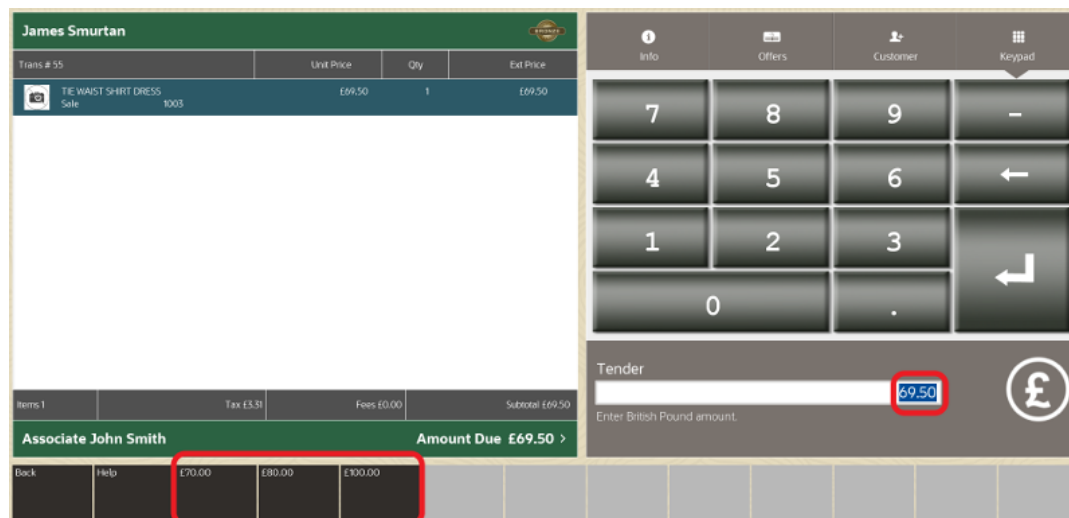 James Smurtan
BRONZE
Info
Offers
Customer
Keypad
Trans # 55 Unit Price Qty Ext Price
TIE WAIST SHIRT DRESS £69.50 1 £69.50
Sale 1003
7 8 9 -
4 5 6
1 2 3
0 .
Tender
69.50
£
Enter British Pound amount.
Items 1 Tax £3.31 Fees £0.00 Subtotal £69.50
Associate John Smith Amount Due £69.50 >
Back Help £70.00 £80.00 £100.00